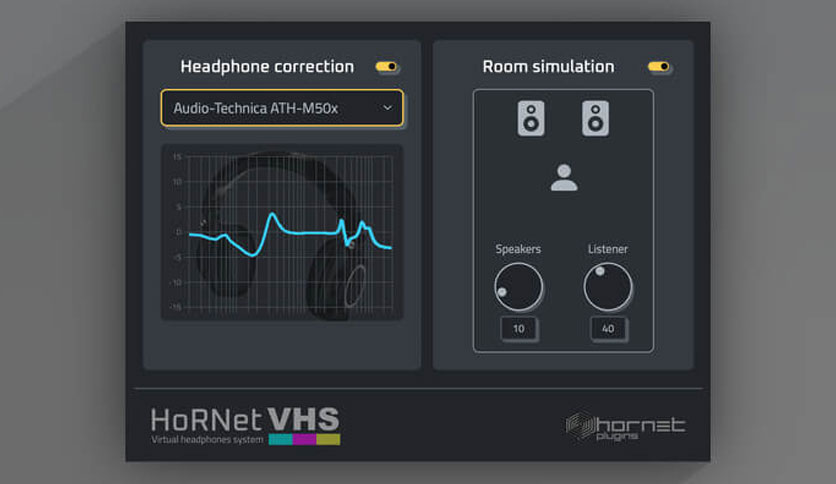 Headphone correction
Audio-Technica ATH-M50x
15
10
5
0
-5
-10
-15
Room simulation
Speakers
Listener
10
40
HoRNet VHS
Virtual headphones system
hornet
plugins